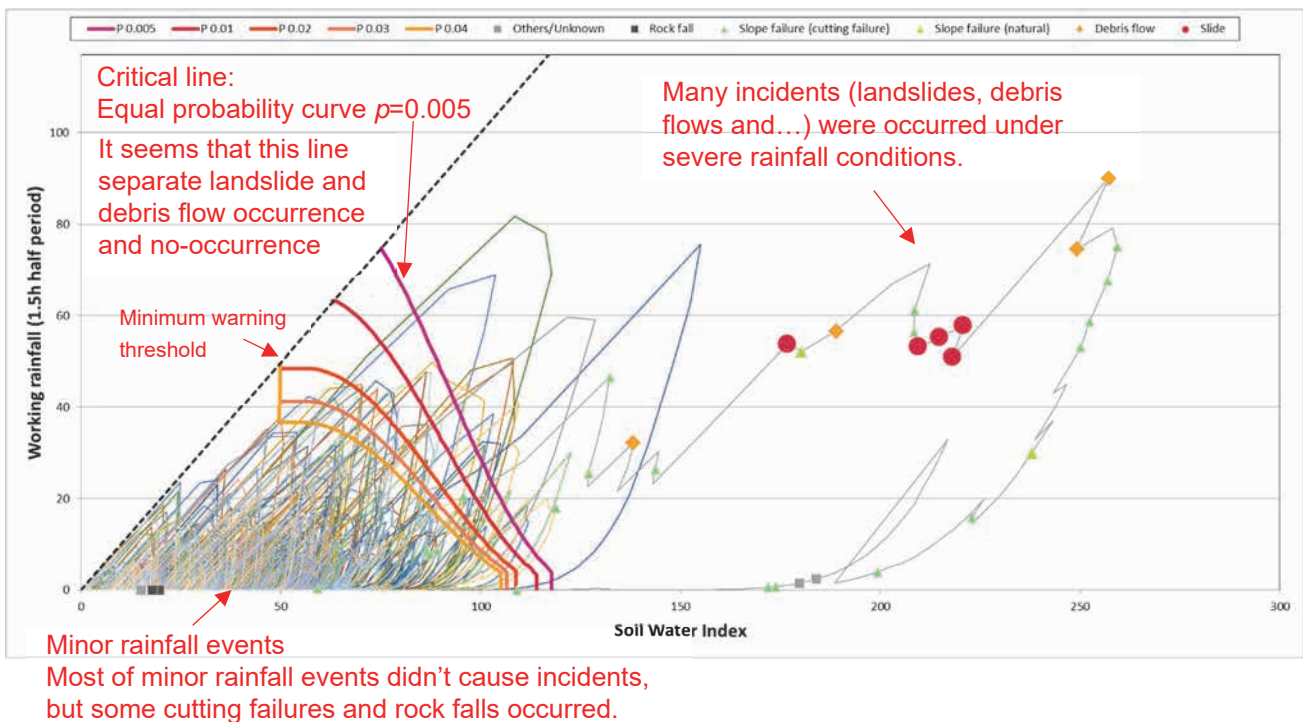 P 0.005 P 0.01 P 0.02 P 0.03 P 0.04 Others/Unknown Rock fall Slope failure (cutting failure) Slope failure (natural) Debris flow Slide
Critical line:
Equal probability curve p=0.005
It seems that this line
separate landslide and
debris flow occurrence
and no-occurrence
Many incidents (landslides, debris
flows and…) were occurred under
severe rainfall conditions.
Minimum warning
threshold
Working rainfall (1.5h half period)
100
80
60
40
20
0
0 50 100 150 200 250 300
Soil Water Index
Minor rainfall events
Most of minor rainfall events didn’t cause incidents,
but some cutting failures and rock falls occurred.